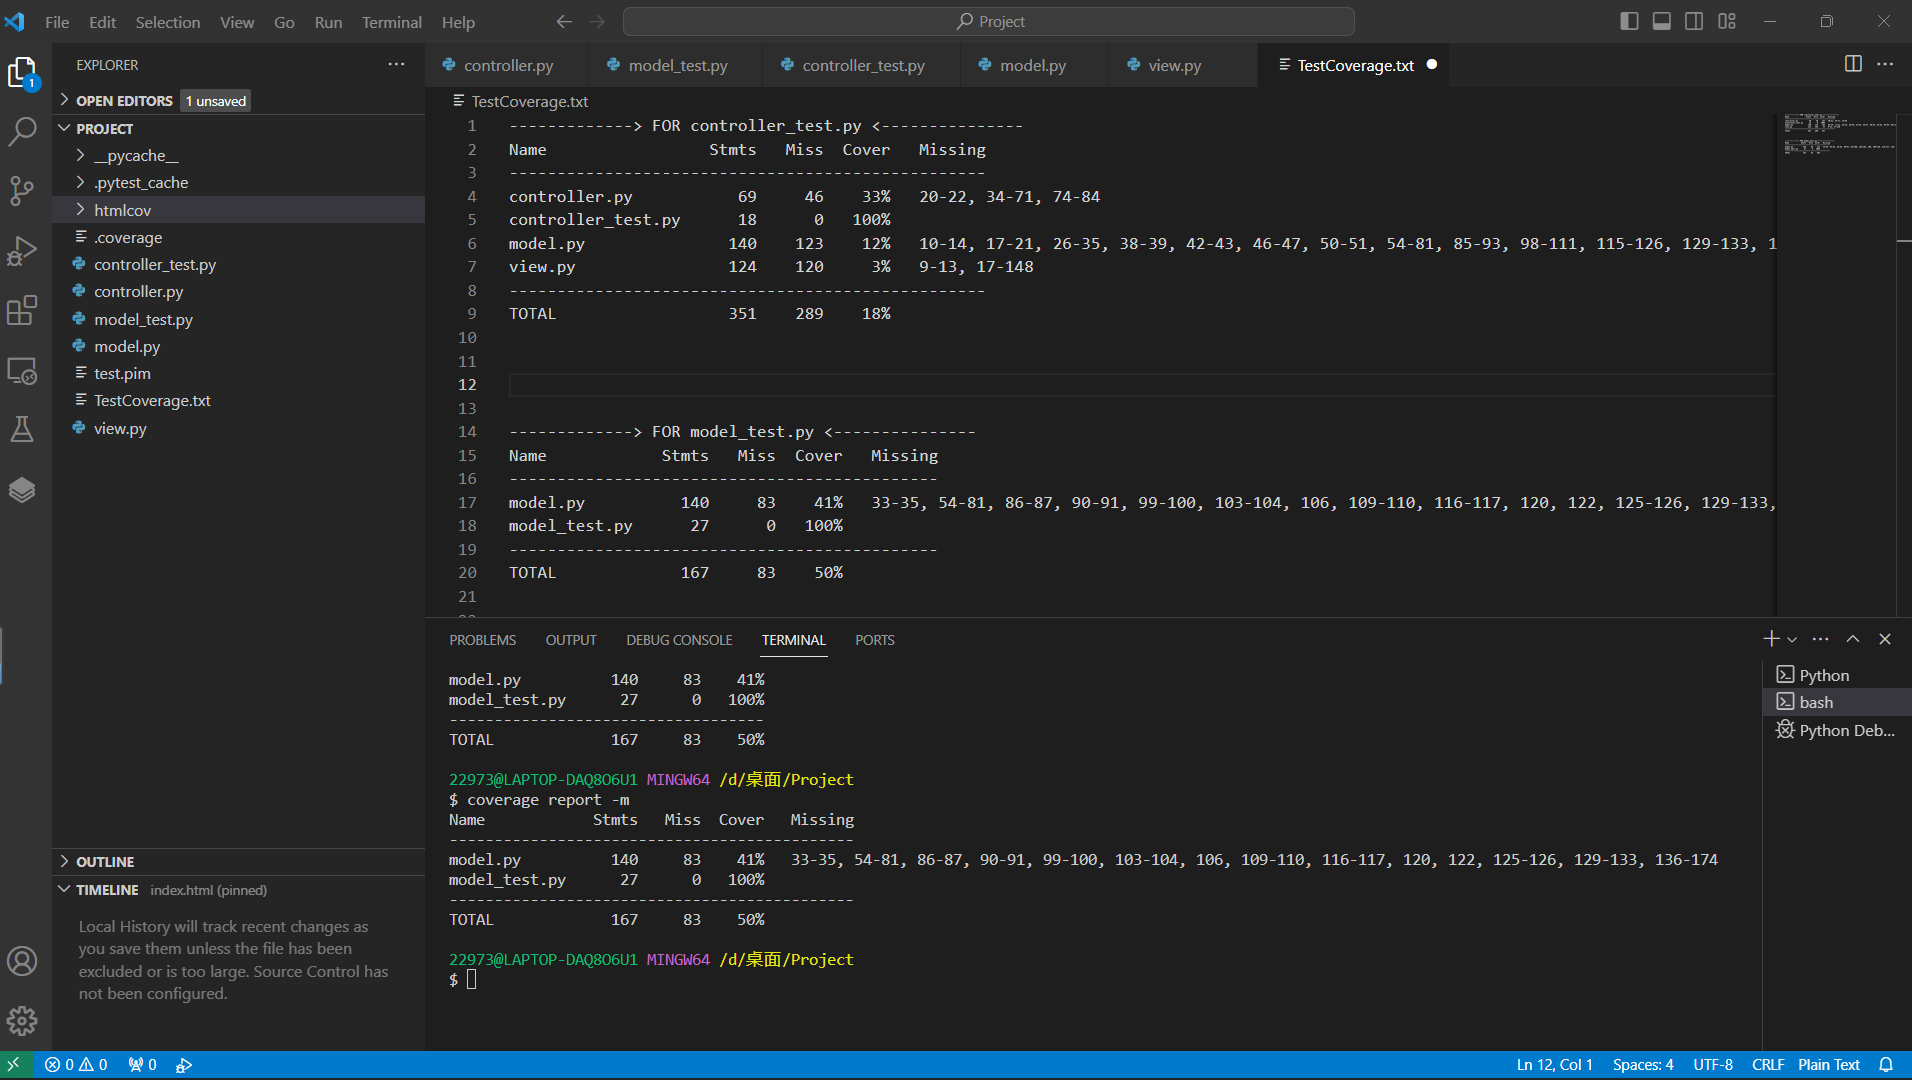 File Edit Selection View Go Run Terminal Help
Project
EXPLORER
OPEN EDITORS 1 unsaved
PROJECT
__pycache__
.pytest_cache
htmlcov
.coverage
controller_test.py
controller.py
model_test.py
model.py
test.pim
TestCoverage.txt
view.py
OUTLINE
TIMELINE index.html (pinned)
Local History will track recent changes as
you save them unless the file has been
excluded or is too large. Source Control has
not been configured.
1
controller.py model_test.py controller_test.py model.py view.py TestCoverage.txt
TestCoverage.txt
1 -------------> FOR controller_test.py <---------------
2 Name Stmts Miss Cover Missing
3 --------------------------------------------------
4 controller.py 69 46 33% 20-22, 34-71, 74-84
5 controller_test.py 18 0 100%
6 model.py 140 123 12% 10-14, 17-21, 26-35, 38-39, 42-43, 46-47, 50-51, 54-81, 85-93, 98-111, 115-126, 129-133, 1
7 view.py 124 120 3% 9-13, 17-148
8 --------------------------------------------------
9 TOTAL 351 289 18%
10
11
12
13
14 -------------> FOR model_test.py <---------------
15 Name Stmts Miss Cover Missing
16 ---------------------------------------------
17 model.py 140 83 41% 33-35, 54-81, 86-87, 90-91, 99-100, 103-104, 106, 109-110, 116-117, 120, 122, 125-126, 129-133,
18 model_test.py 27 0 100%
19 ---------------------------------------------
20 TOTAL 167 83 50%
21
PROBLEMS OUTPUT DEBUG CONSOLE TERMINAL PORTS
model.py 140 83 41%
model_test.py 27 0 100%
-----------------------------------
TOTAL 167 83 50%
22973@LAPTOP-DAQ8O6U1 MINGW64 /d/桌面/Project
$ coverage report -m
Name Stmts Miss Cover Missing
---------------------------------------------
model.py 140 83 41% 33-35, 54-81, 86-87, 90-91, 99-100, 103-104, 106, 109-110, 116-117, 120, 122, 125-126, 129-133, 136-174
model_test.py 27 0 100%
---------------------------------------------
TOTAL 167 83 50%
22973@LAPTOP-DAQ8O6U1 MINGW64 /d/桌面/Project
$
Python
bash
Python Deb...
0 0 0
Ln 12, Col 1 Spaces: 4 UTF-8 CRLF Plain Text